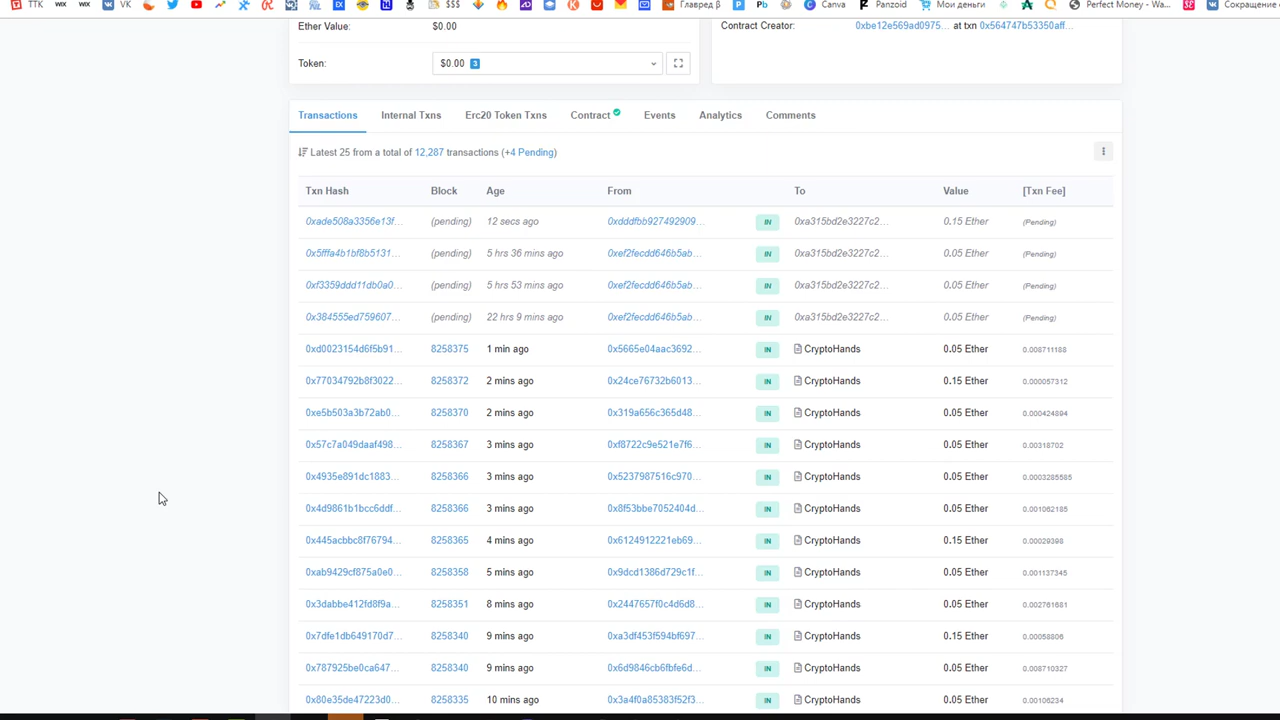 ТТК VK $$$ Главред β Canva Panzoid Мои деньги Perfect Money - Wa... Сокращение с
Ether Value: $0.00 Contract Creator: 0xbe12e569ad0975... at txn 0x564747b53350aff...
Token: $0.00 3
Transactions Internal Txns Erc20 Token Txns Contract Events Analytics Comments
Latest 25 from a total of 12,287 transactions (+4 Pending)
Txn Hash Block Age From To Value [Txn Fee]
0xade508a3356e13f... (pending) 12 secs ago 0xdddfbb927492909... IN 0xa315bd2e3227c2... 0.15 Ether (Pending)
0x5fffa4b1bf8b5131... (pending) 5 hrs 36 mins ago 0xef2fecdd646b5ab... IN 0xa315bd2e3227c2... 0.05 Ether (Pending)
0xf3359ddd11db0a0... (pending) 5 hrs 53 mins ago 0xef2fecdd646b5ab... IN 0xa315bd2e3227c2... 0.05 Ether (Pending)
0x384555ed759607... (pending) 22 hr 9 mins ago 0xef2fecdd646b5ab... IN 0xa315bd2e3227c2... 0.05 Ether (Pending)
0xd0023154d6f5b91... 8258375 1 min ago 0x5665e04aac3692... IN CryptoHands 0.05 Ether 0.008711188
0x77034792b8f3022... 8258372 2 mins ago 0x24ce76732b6013... IN CryptoHands 0.15 Ether 0.000057312
0xe5b503a3b72ab0... 8258370 2 mins ago 0x319a656c365d48... IN CryptoHands 0.05 Ether 0.000424894
0x57c7a049daaf498... 8258367 3 mins ago 0xf8722c9e521e7f6... IN CryptoHands 0.05 Ether 0.00318702
0x4935e891dc1883... 8258366 3 mins ago 0x5237987516c970... IN CryptoHands 0.05 Ether 0.0003285585
0x4d9861b1bcc6ddf... 8258366 3 mins ago 0x8f53bbe7052404d... IN CryptoHands 0.05 Ether 0.001062185
0x445acbbc8f76794... 8258365 4 mins ago 0x6124912221eb69... IN CryptoHands 0.15 Ether 0.00029398
0xab9429cf875a0e0... 8258358 5 mins ago 0x9dcd1386d729c1f... IN CryptoHands 0.05 Ether 0.001137345
0x3dabbe412fd8f9a... 8258351 8 mins ago 0x2447657f0c4d6d8... IN CryptoHands 0.05 Ether 0.002761681
0x7dfe1db649170d7... 8258340 9 mins ago 0xa3df453f594bf697... IN CryptoHands 0.15 Ether 0.00058806
0x787925be0ca647... 8258340 9 mins ago 0x6d9846cb6fbfe6d... IN CryptoHands 0.05 Ether 0.008710327
0x80e35de47223d0... 8258335 10 mins ago 0x3a4f0a85383f52f3... IN CryptoHands 0.05 Ether 0.00106234